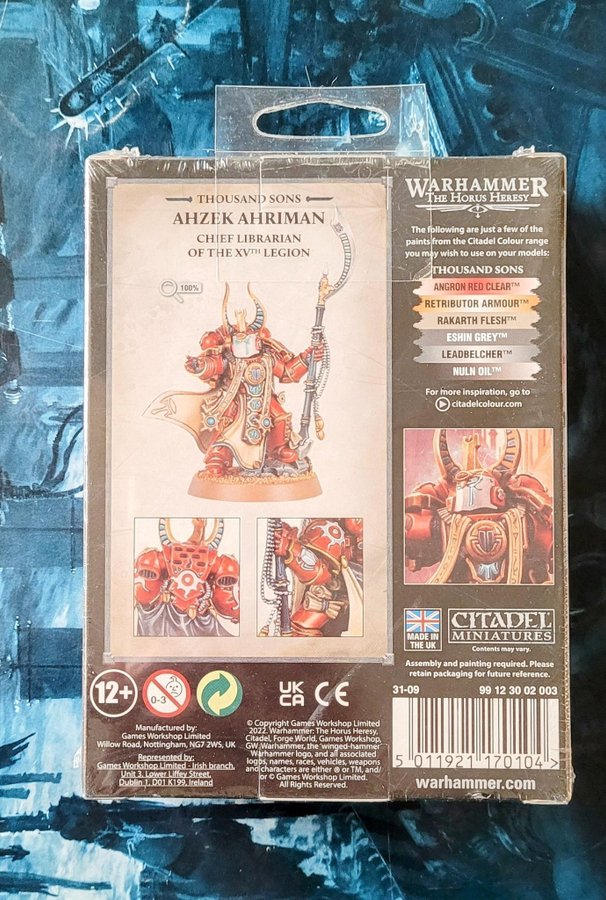 THOUSAND SONS
AHZEK AHRIMAN
CHIEF LIBRARIAN
OF THE XVTH LEGION
100%
WARHAMMER
THE HORUS HERESY
The following are just a few of the
paints from the Citadel Colour range
you may wish to use on your models:
THOUSAND SONS
ANGRON RED CLEAR™
RETRIBUTOR ARMOUR™
RAKARTH FLESH™
ESHIN GREY™
LEADBELCHER™
NULN OIL™
For more inspiration, go to
citadelcolour.com
MADE IN
THE UK
CITADEL
MINIATURES
Contents may vary.
Assembly and painting required. Please
retain packaging for future reference.
31-09 99 12 30 02 003
5 011921 170104 >
warhammer.com
12+
0-3
UK
CA
CE
Manufactured by:
Games Workshop Limited
Willow Road, Nottingham, NG7 2WS, UK
Represented by:
Games Workshop Limited - Irish branch,
Unit 3, Lower Liffey Street,
Dublin 1, D01 K199, Ireland
© Copyright Games Workshop Limited
2022. Warhammer: The Horus Heresy,
Citadel, Forge World, Games Workshop,
GW, Warhammer, the 'winged-hammer'
Warhammer logo, and all associated
logos, names, races, vehicles, weapons
and characters are either ® or TM, and/
or © Games Workshop Limited.
All Rights Reserved.